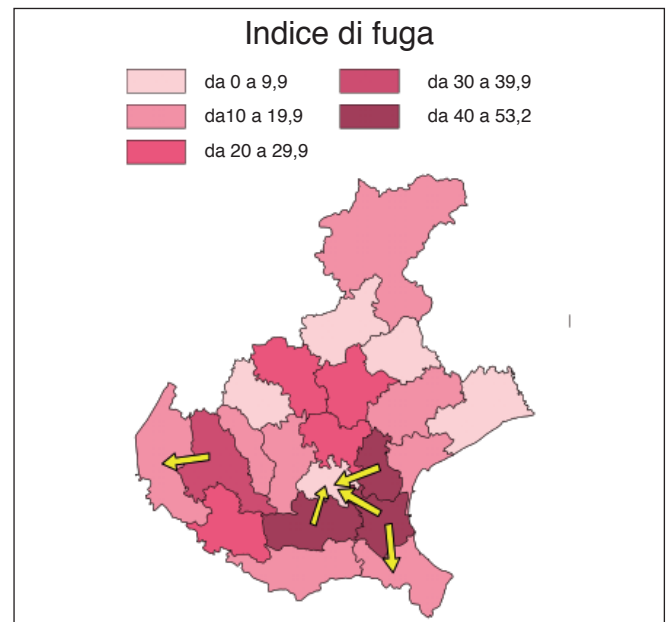 Indice di fuga
da 0 a 9,9
da10 a 19,9
da 20 a 29,9
da 30 a 39,9
da 40 a 53,2